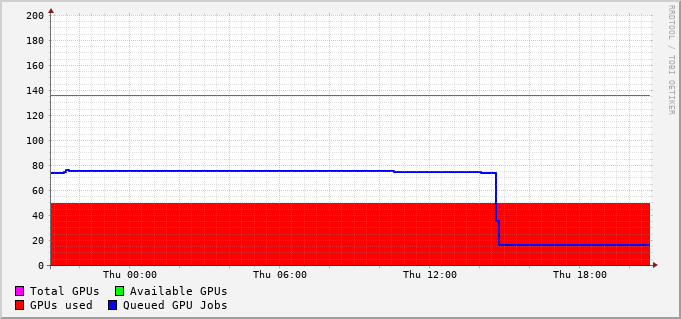 200
180
160
140
120
100
80
60
40
20
0
Thu 00:00 Thu 06:00 Thu 12:00 Thu 18:00
Total GPUs Available GPUs
GPUs used Queued GPU Jobs
RRDTOOL / TOBI OETIKER